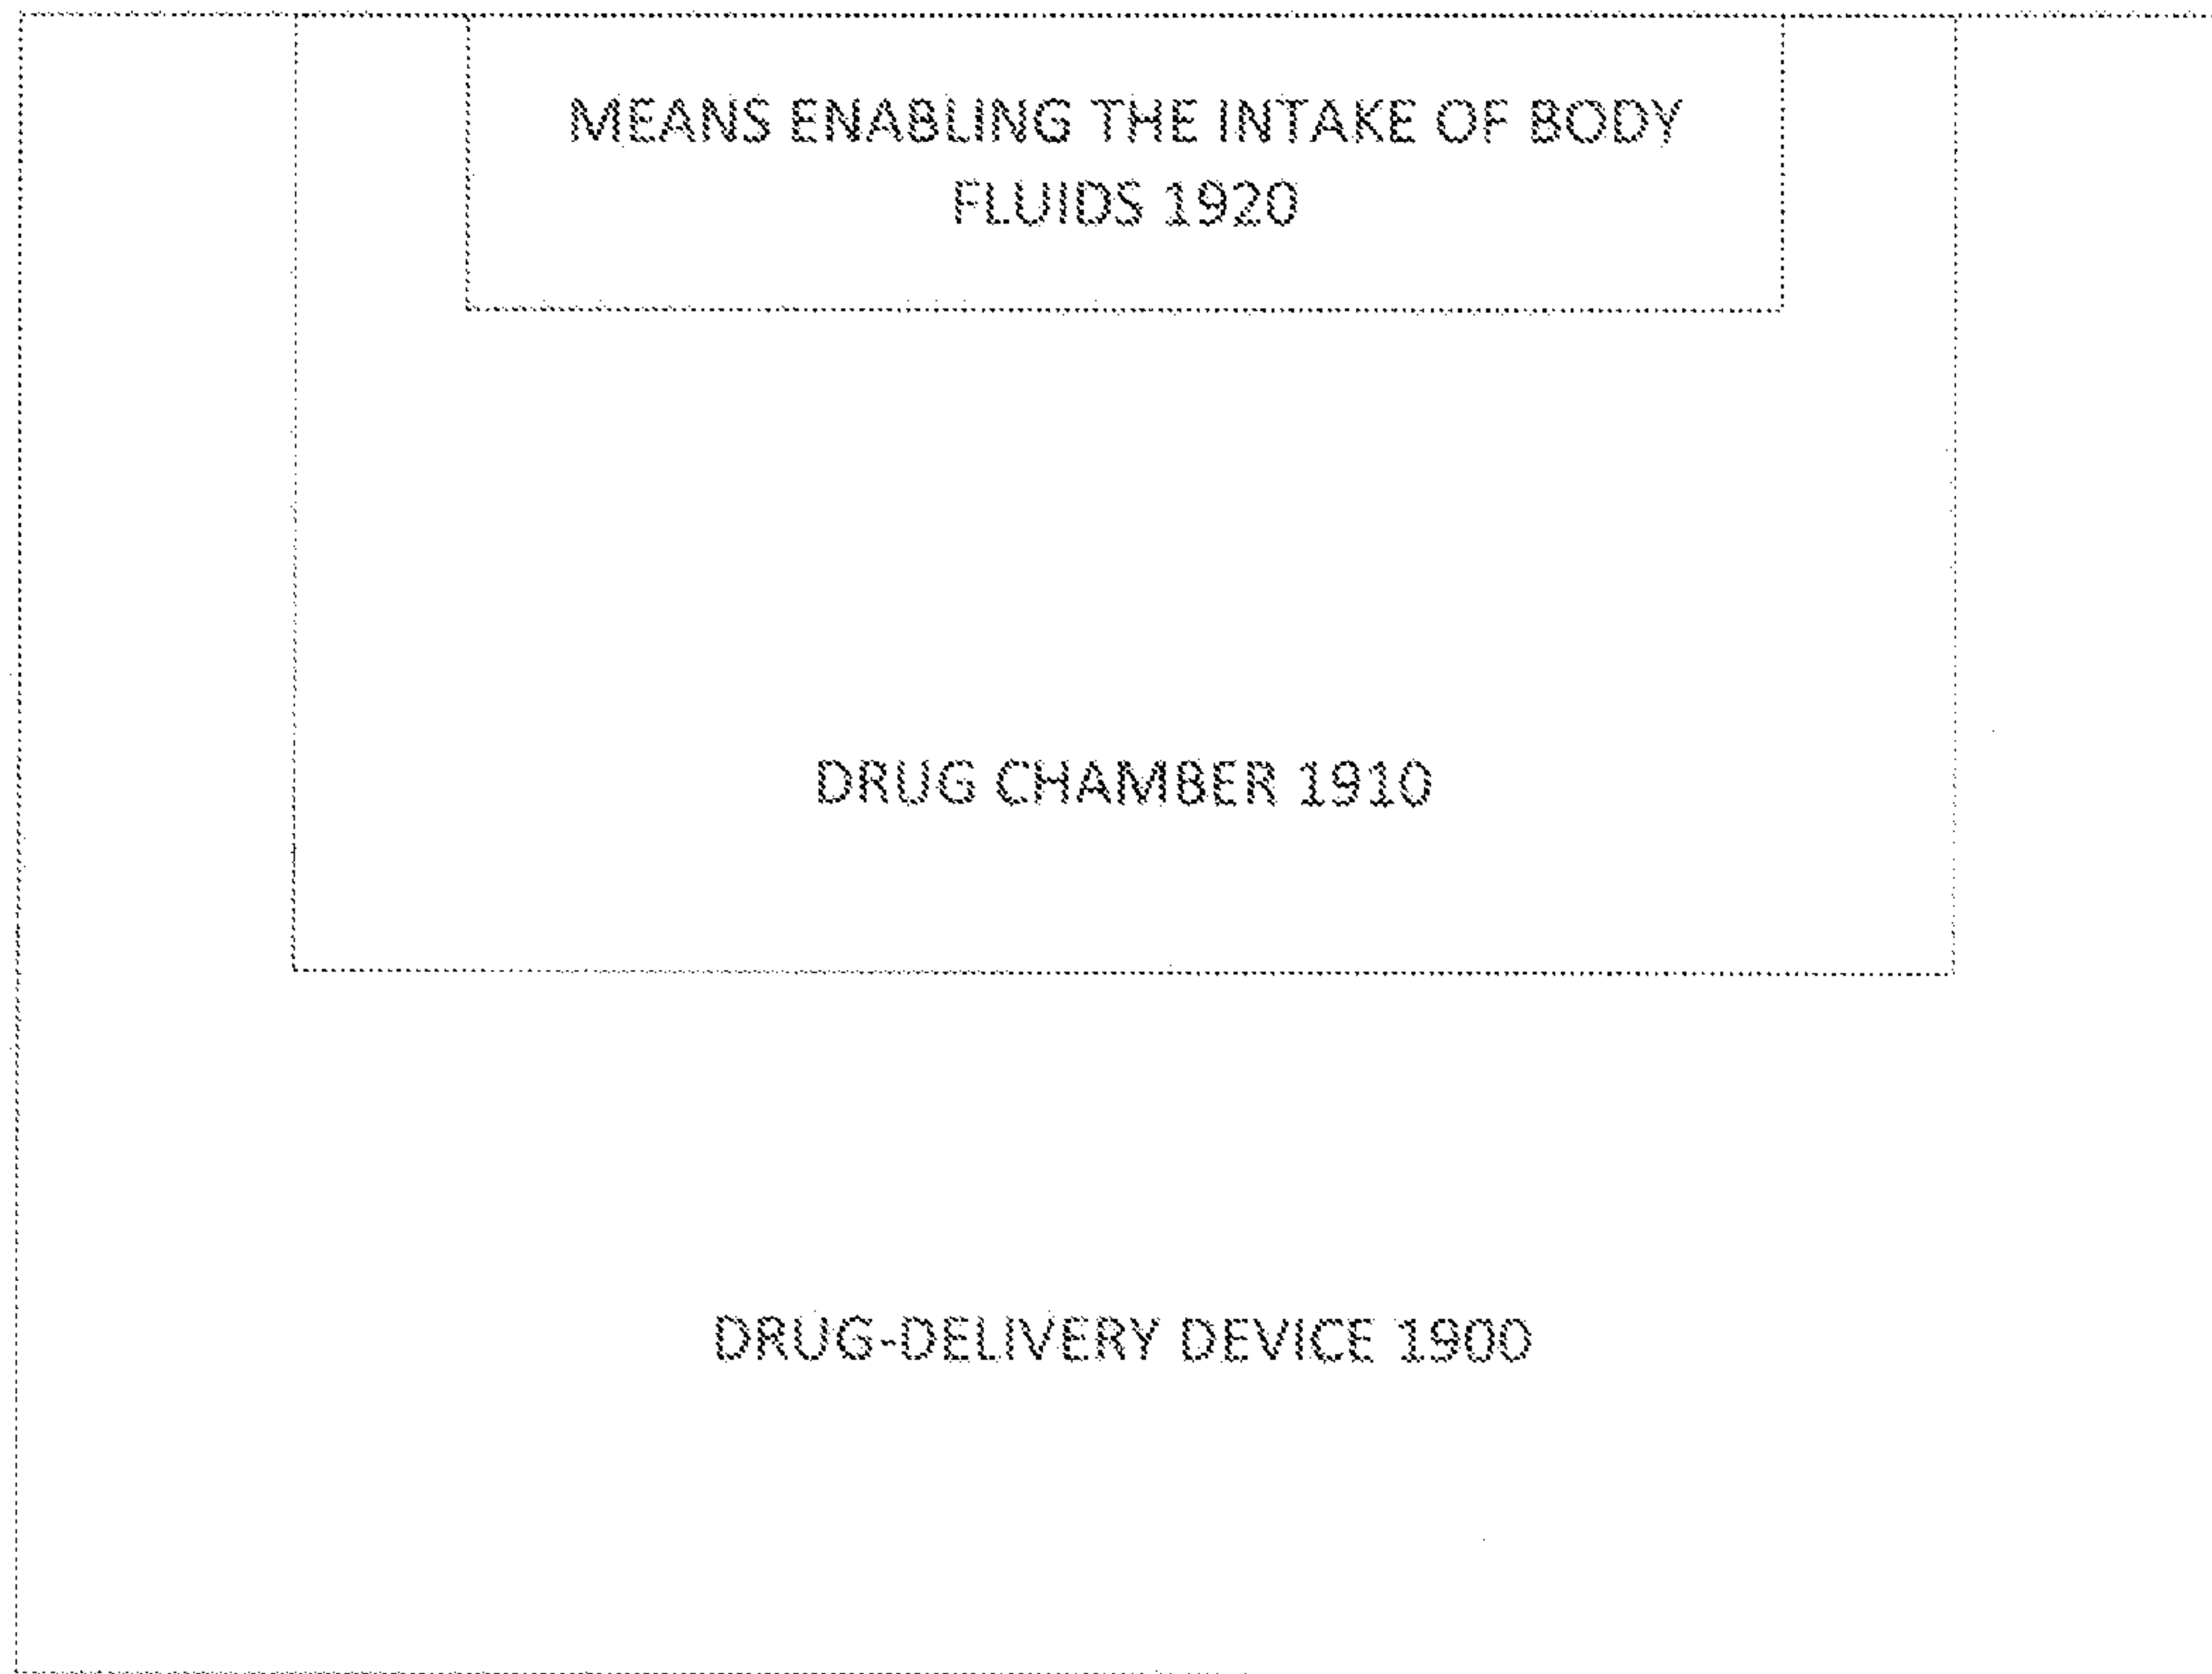 MEANS ENABLING THE INTAKE OF BODY
FLUIDS 1920
DRUG CHAMBER 1910
DRUG-DELIVERY DEVICE 1900